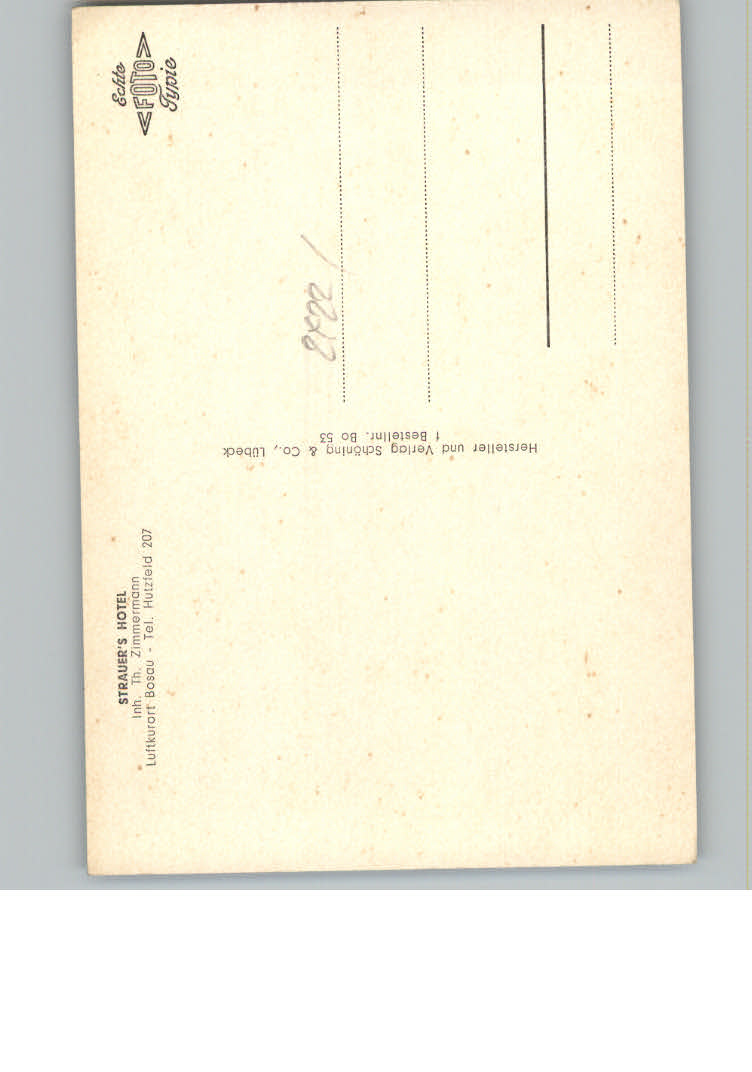 STRAUER'S HOTEL
Inh. Th. Zimmermann
Luftkurort Bosau - Tel. Hutzfeld 207
Hersteller und Verlag Schöning & Co., Lübeck
f Bestellnr. Bo 53
Echte
<FOTO>
Typie